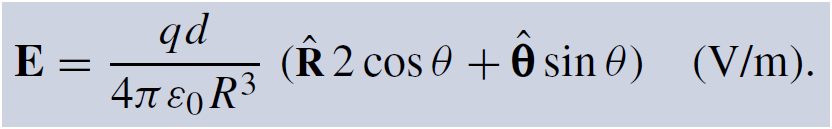 E = qd / 4π ε₀ R³ (R̂ 2 cos θ + θ̂ sin θ) (V/m).